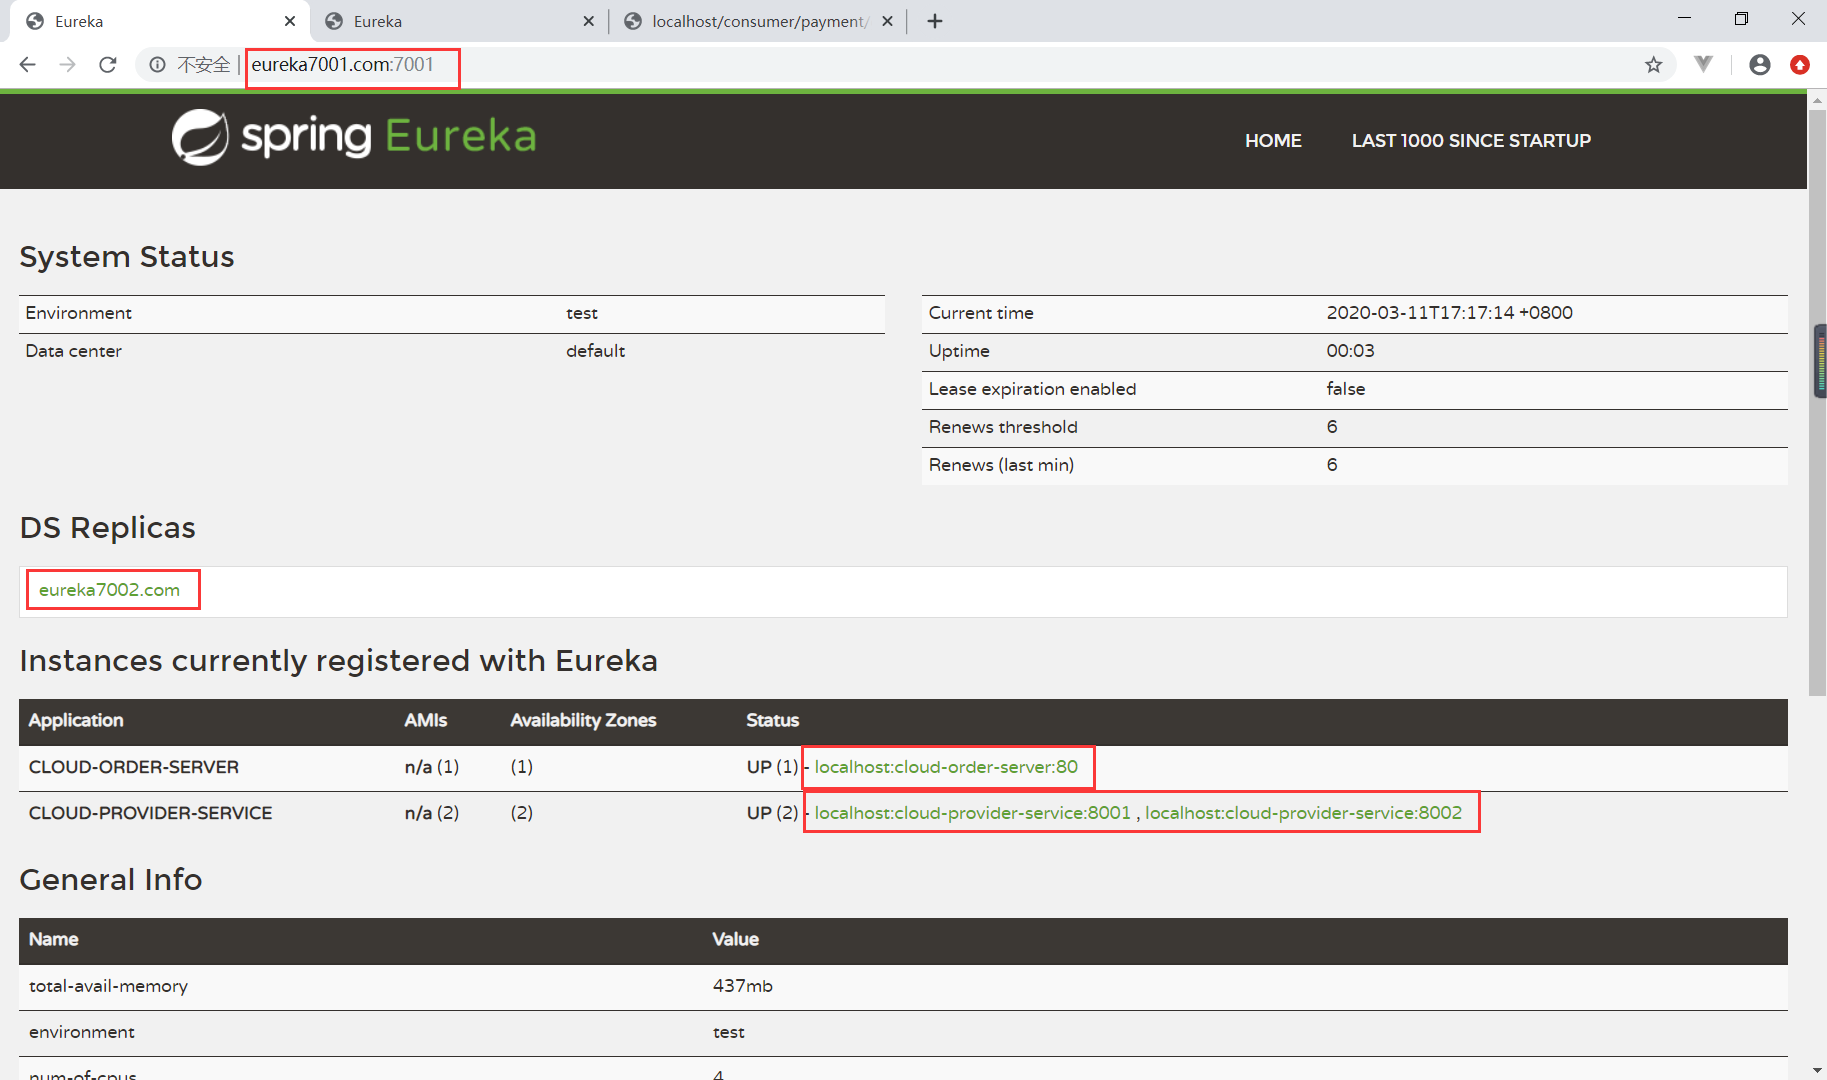 Eureka
Eureka
localhost/consumer/payment/
不安全 | eureka7001.com:7001
spring Eureka
HOME LAST 1000 SINCE STARTUP
System Status
Environment test
Data center default
Current time 2020-03-11T17:17:14 +0800
Uptime 00:03
Lease expiration enabled false
Renews threshold 6
Renews (last min) 6
DS Replicas
eureka7002.com
Instances currently registered with Eureka
Application AMIs Availability Zones Status
CLOUD-ORDER-SERVER n/a (1) (1) UP (1) - localhost:cloud-order-server:80
CLOUD-PROVIDER-SERVICE n/a (2) (2) UP (2) - localhost:cloud-provider-service:8001 , localhost:cloud-provider-service:8002
General Info
Name Value
total-avail-memory 437mb
environment test
num-of-cpus 4